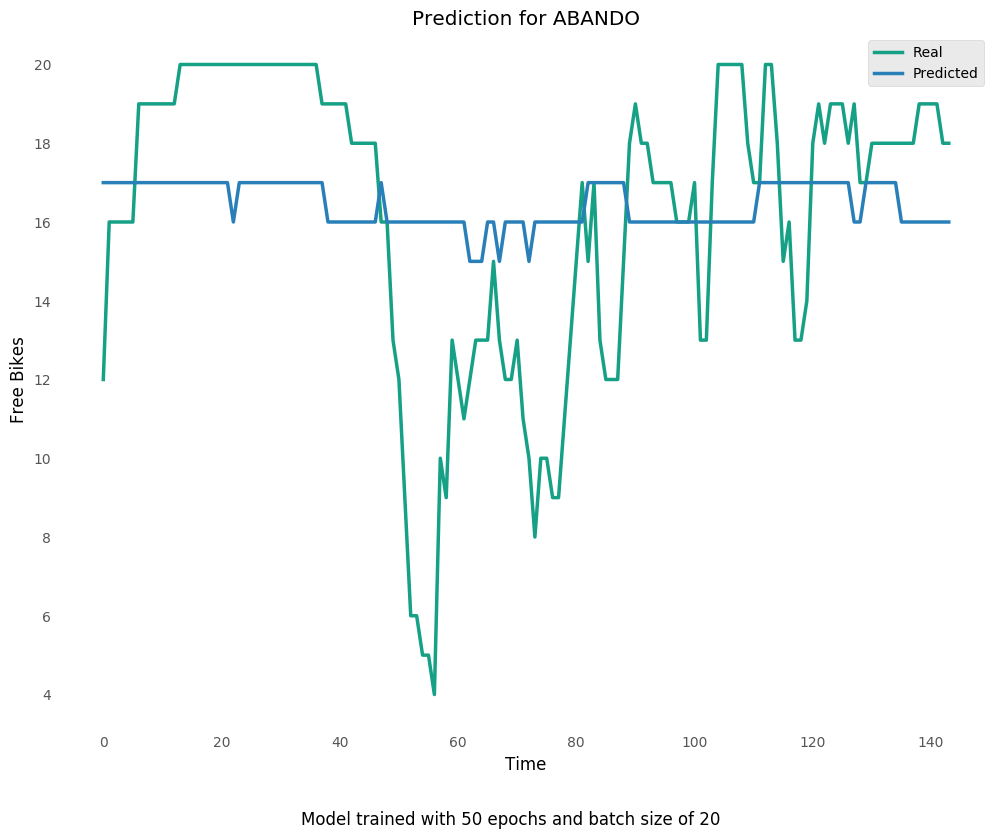 Prediction for ABANDO
Real
Predicted
20
18
16
14
12
10
8
6
4
Free Bikes
0 20 40 60 80 100 120 140
Time
Model trained with 50 epochs and batch size of 20